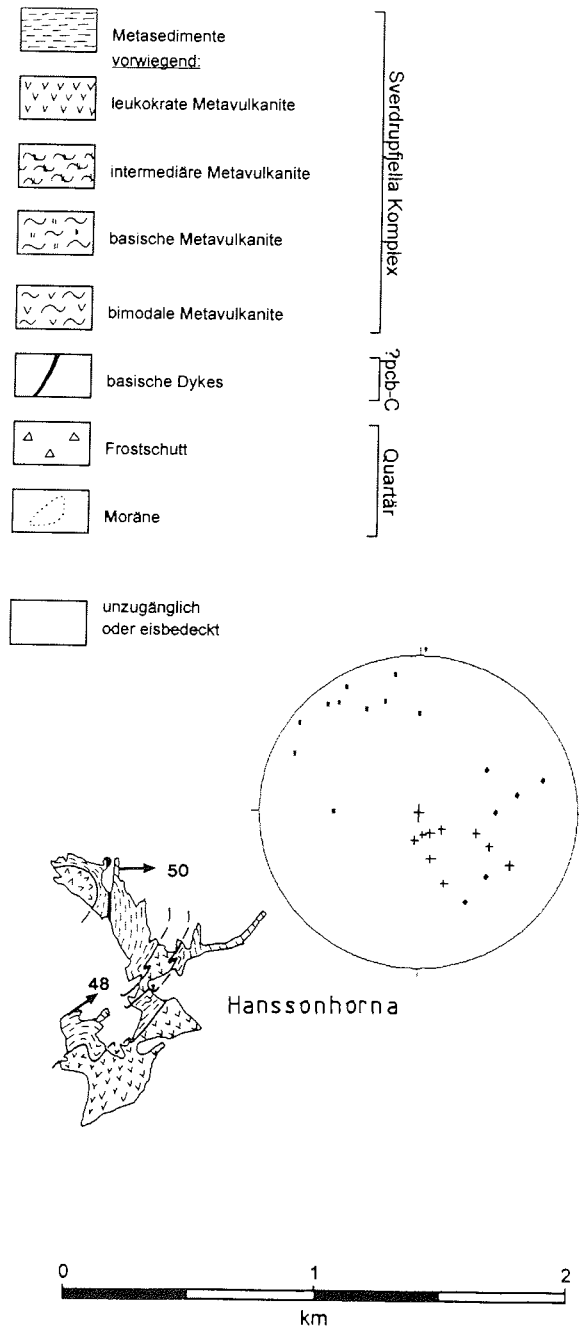 Metasedimente
vorwiegend:
leukokrate Metavulkanite
intermediäre Metavulkanite
basische Metavulkanite
bimodale Metavulkanite
Sverdrupfjella Komplex
basische Dykes
?pcb-C
Frostschutt
Moräne
Quartär
unzugänglich
oder eisbedeckt
50
48
Hanssonhorna
0 1 2
km